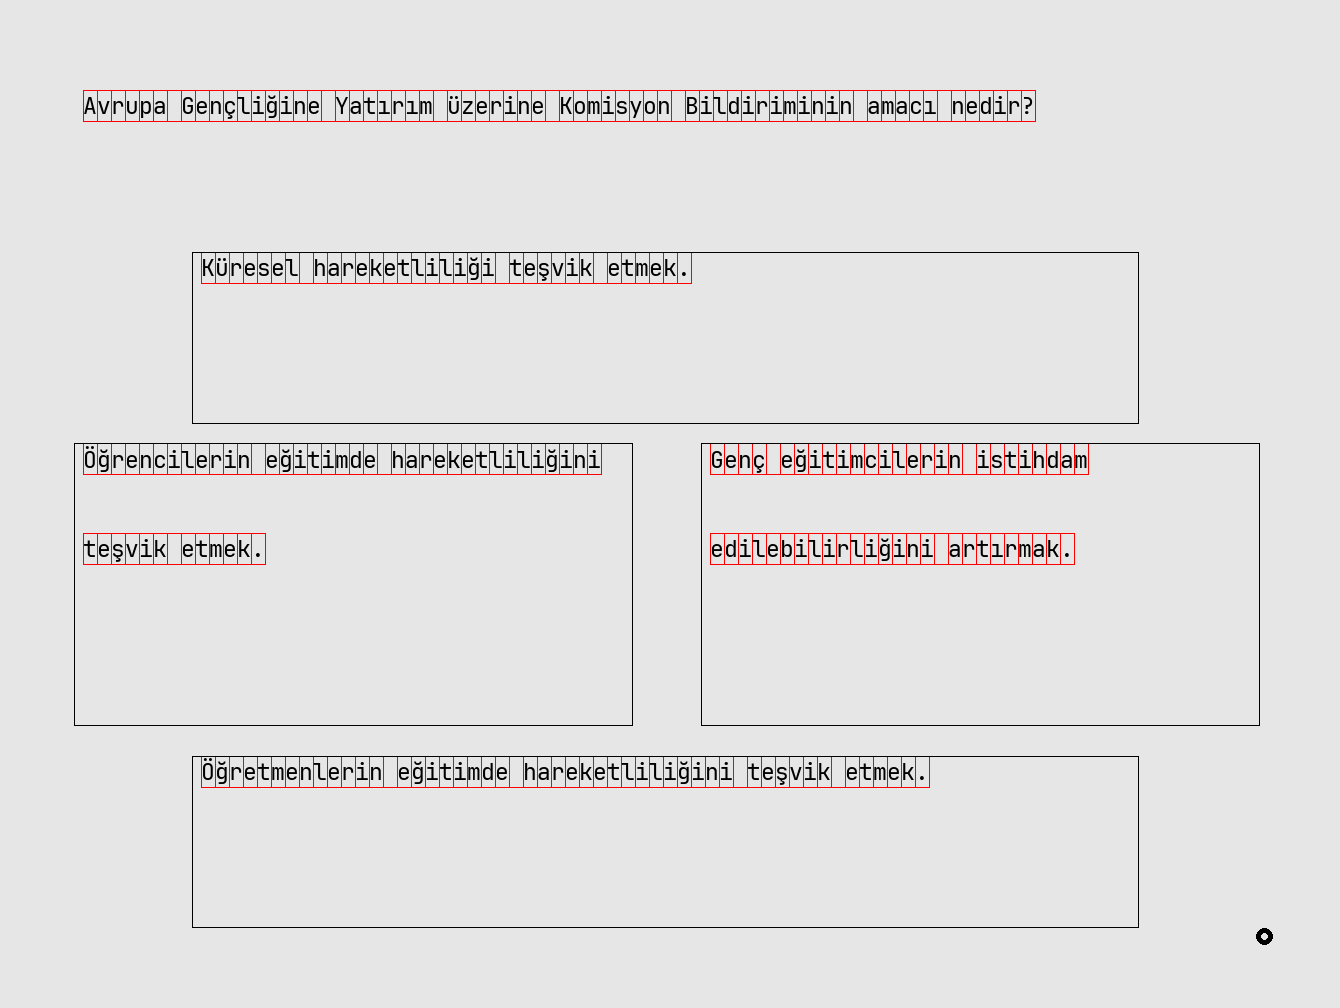 Avrupa Gençliğine Yatırım üzerine Komisyon Bildiriminin amacı nedir?
Küresel hareketliliği teşvik etmek.
Öğrencilerin eğitimde hareketliliğini
teşvik etmek.
Genç eğitimcilerin istihdam
edilebilirliğini artırmak.
Öğretmenlerin eğitimde hareketliliğini teşvik etmek.